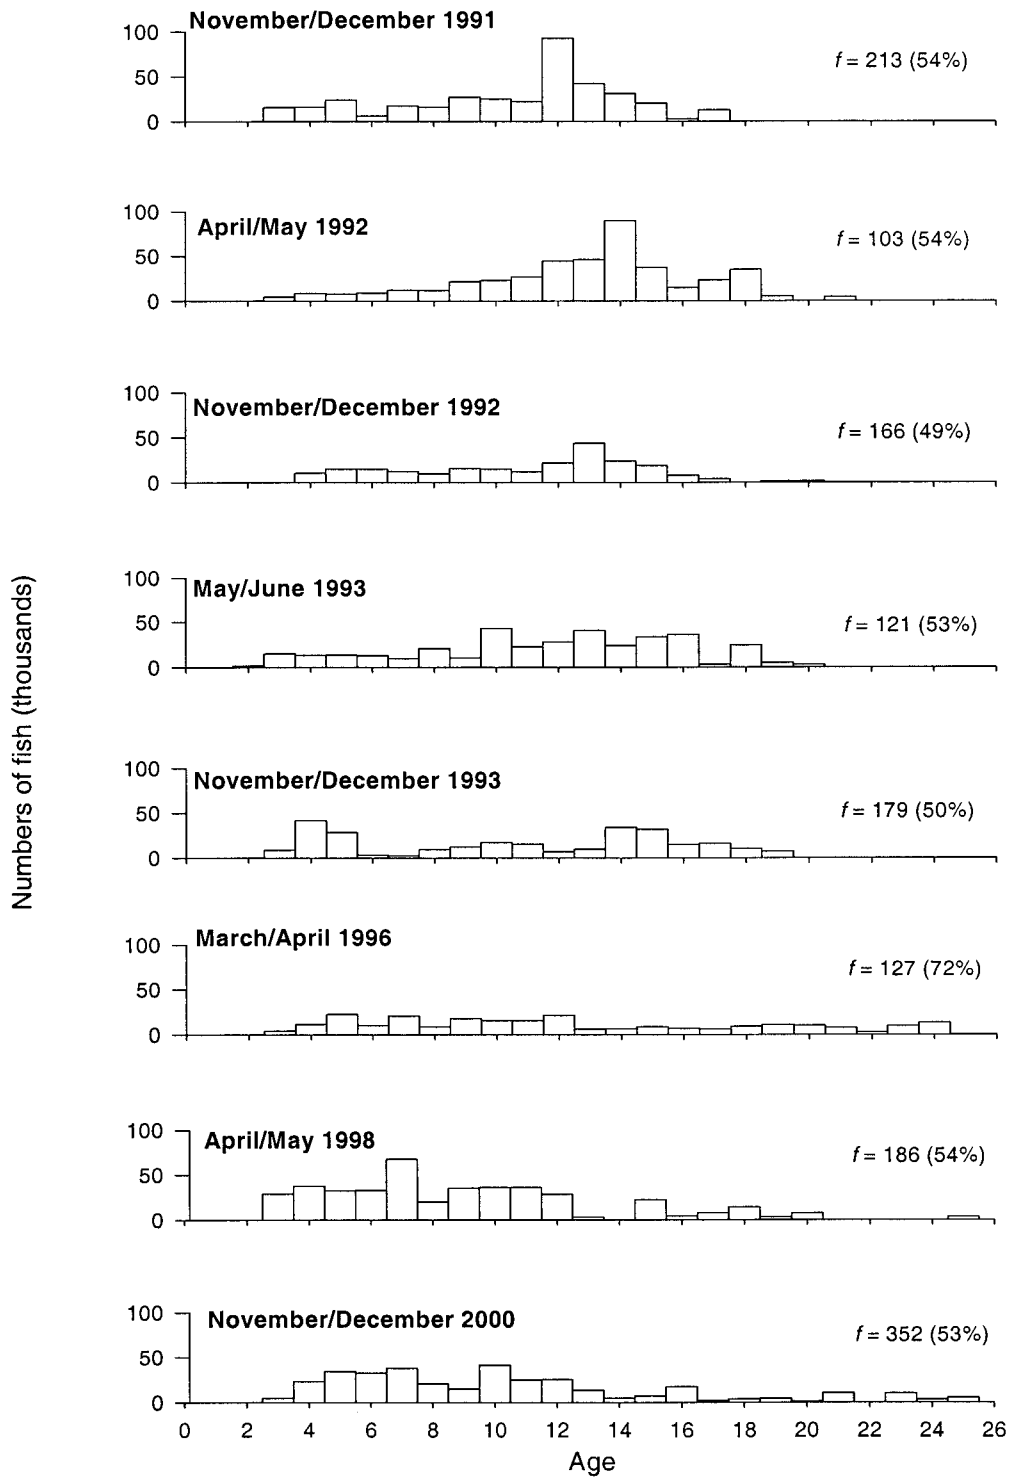 November/December 1991
100
50
0
f = 213 (54%)
April/May 1992
100
50
0
f = 103 (54%)
November/December 1992
100
50
0
f = 166 (49%)
May/June 1993
100
50
0
f = 121 (53%)
Numbers of fish (thousands)
November/December 1993
100
50
0
f = 179 (50%)
March/April 1996
100
50
0
f = 127 (72%)
April/May 1998
100
50
0
f = 186 (54%)
November/December 2000
100
50
0
f = 352 (53%)
0 2 4 6 8 10 12 14 16 18 20 22 24 26
Age